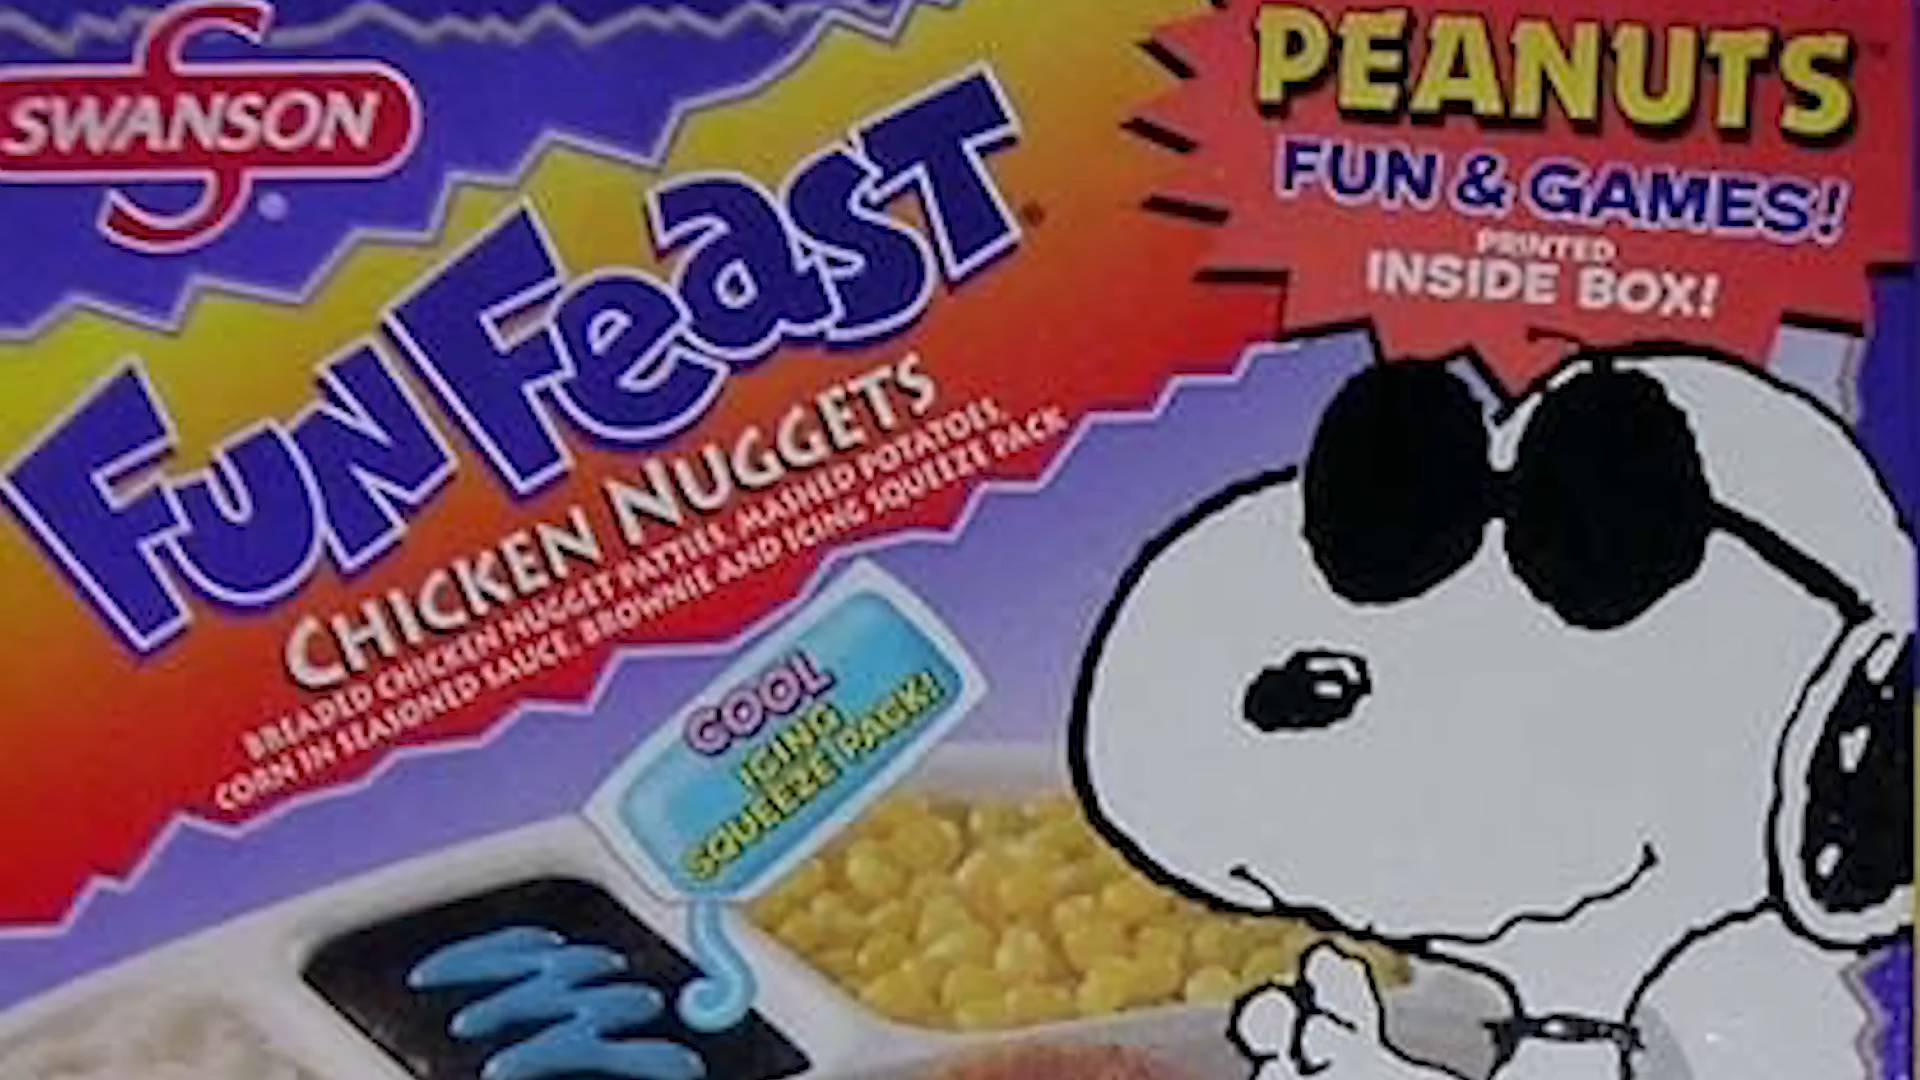 SWANSON
FUN FEAST
CHICKEN NUGGETS
BREADED CHICKEN NUGGET PATTIES, MASHED POTATOES,
CORN IN SEASONED SAUCE, BROWNIE AND ICING SQUEEZE PACK
COOL
ICING
SQUEEZE PACK!
PEANUTS
FUN & GAMES!
PRINTED
INSIDE BOX!